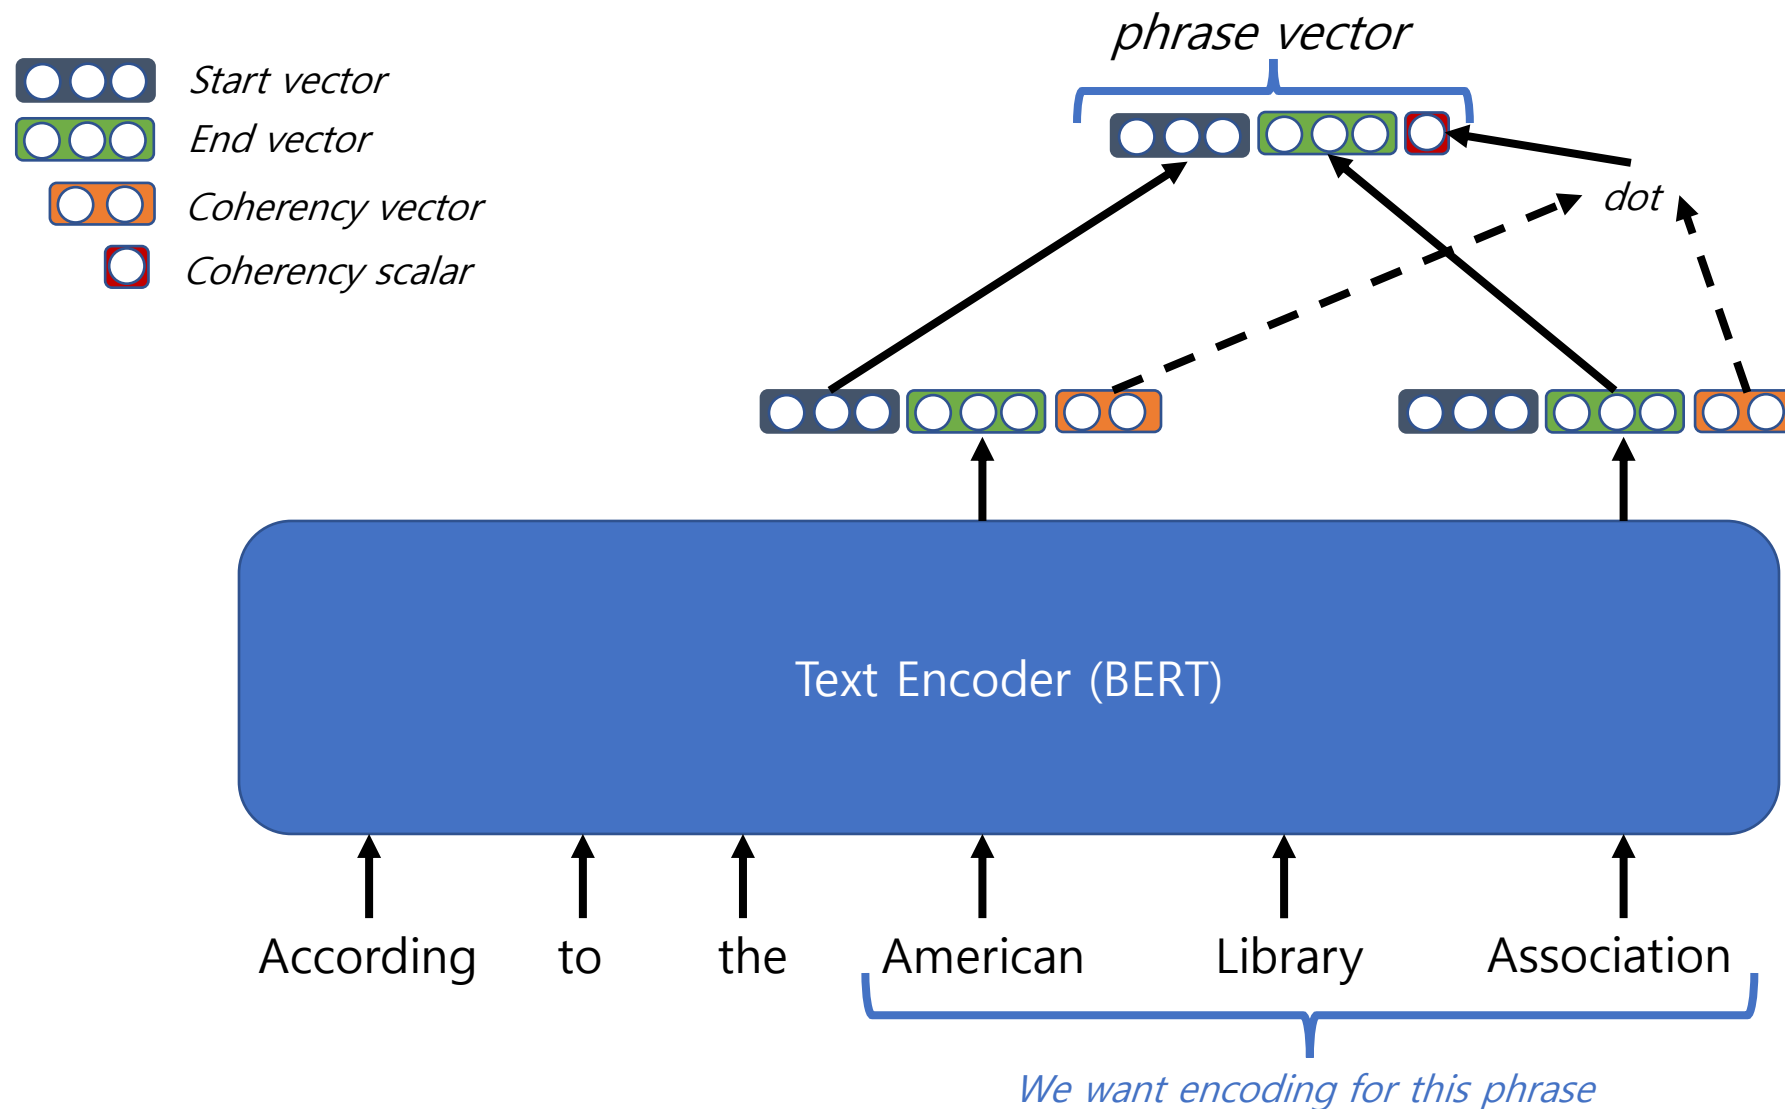 phrase vector
Start vector
End vector
Coherency vector
Coherency scalar
dot
Text Encoder (BERT)
According to the American Library Association
We want encoding for this phrase